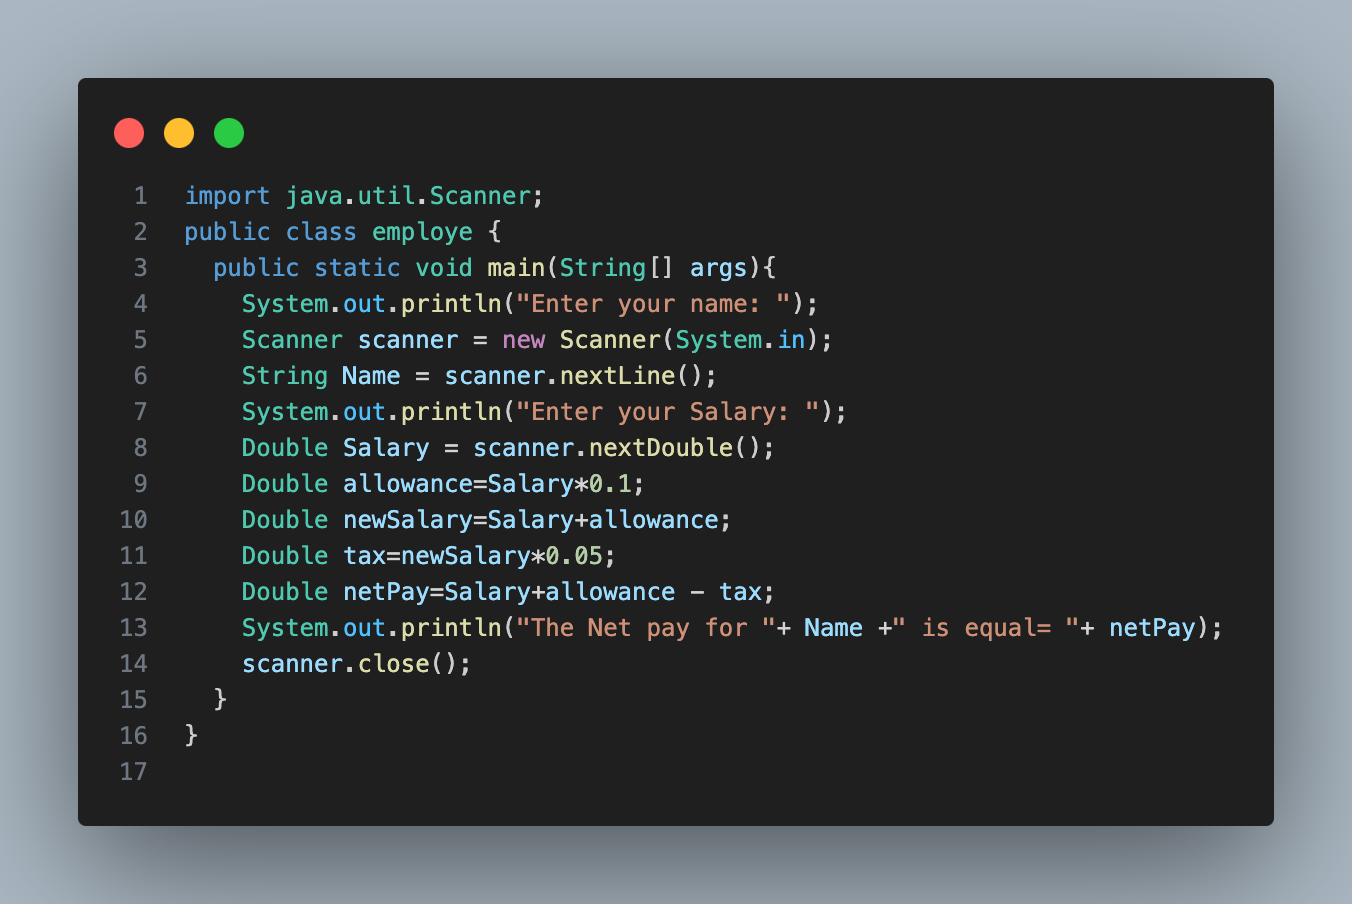 1 import java.util.Scanner;
2 public class employe {
3   public static void main(String[] args){
4     System.out.println("Enter your name: ");
5     Scanner scanner = new Scanner(System.in);
6     String Name = scanner.nextLine();
7     System.out.println("Enter your Salary: ");
8     Double Salary = scanner.nextDouble();
9     Double allowance=Salary*0.1;
10     Double newSalary=Salary+allowance;
11     Double tax=newSalary*0.05;
12     Double netPay=Salary+allowance - tax;
13     System.out.println("The Net pay for "+ Name +" is equal= "+ netPay);
14     scanner.close();
15   }
16 }
17